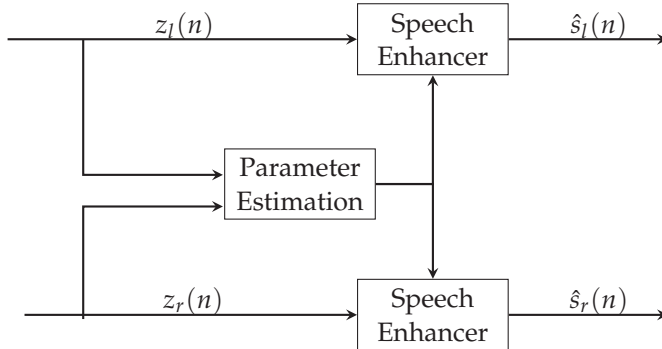 z_l(n)
Speech
Enhancer
ŝ_l(n)
Parameter
Estimation
z_r(n)
Speech
Enhancer
ŝ_r(n)